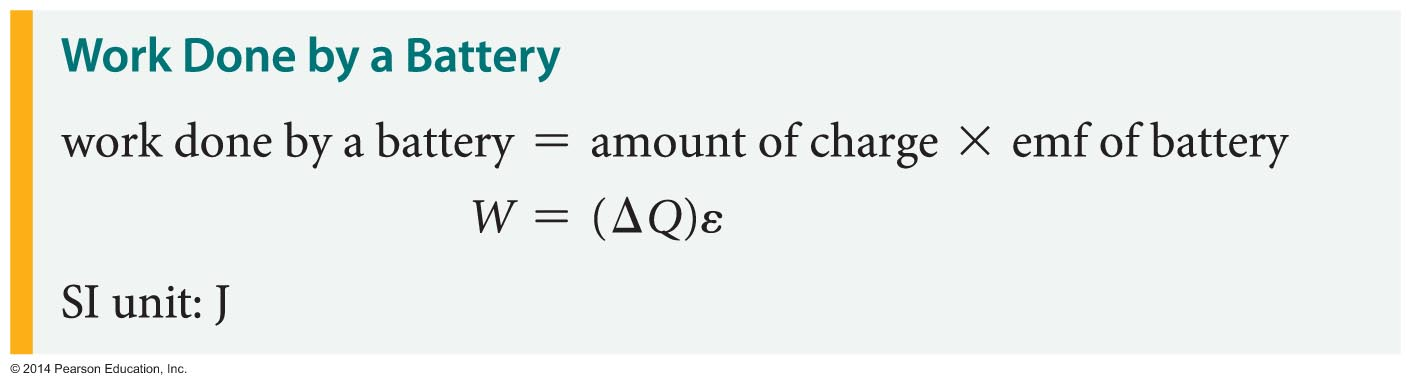 Work Done by a Battery
work done by a battery = amount of charge × emf of battery
W = (ΔQ)ε
SI unit: J
© 2014 Pearson Education, Inc.